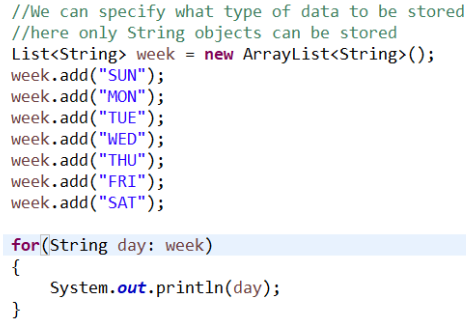 //We can specify what type of data to be stored
//here only String objects can be stored
List<String> week = new ArrayList<String>();
week.add("SUN");
week.add("MON");
week.add("TUE");
week.add("WED");
week.add("THU");
week.add("FRI");
week.add("SAT");
for(String day: week)
{
    System.out.println(day);
}